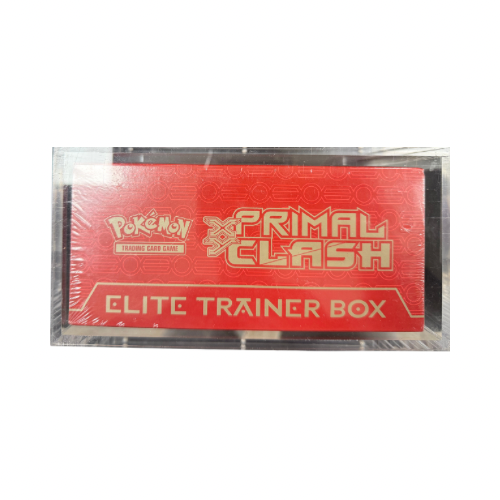 POKÉMON
TRADING CARD GAME
XY PRIMAL
CLASH
ELITE TRAINER BOX